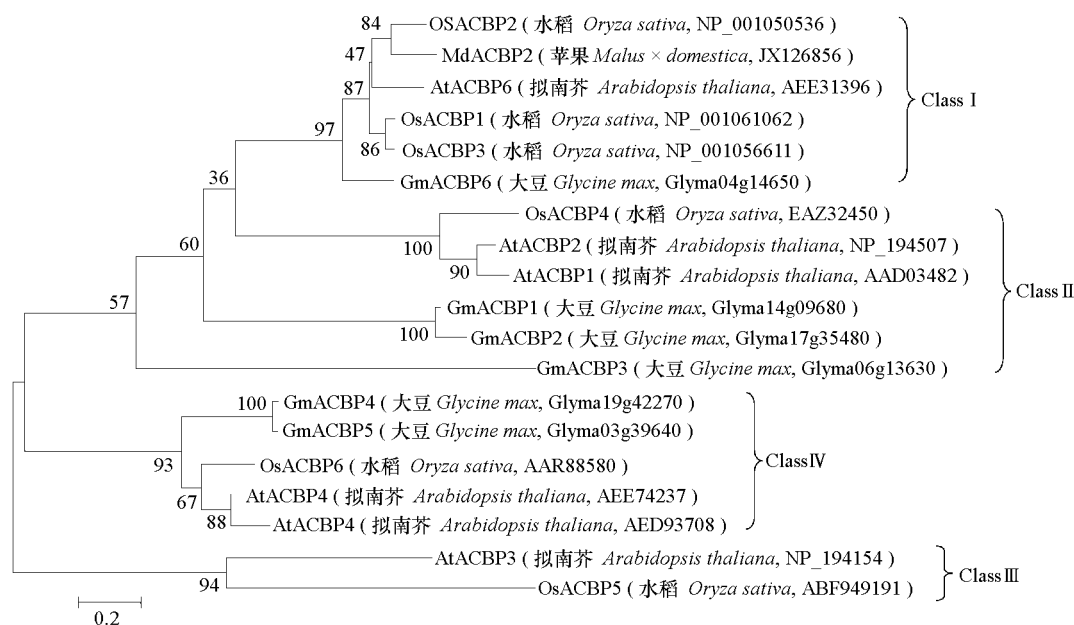 84 OSACBP2 ( 水稻 Oryza sativa, NP_001050536 )
47 MdACBP2 ( 苹果 Malus × domestica, JX126856 )
87 AtACBP6 ( 拟南芥 Arabidopsis thaliana, AEE31396 )
Class Ⅰ
97 OsACBP1 ( 水稻 Oryza sativa, NP_001061062 )
86 OsACBP3 ( 水稻 Oryza sativa, NP_001056611 )
36 GmACBP6 ( 大豆 Glycine max, Glyma04g14650 )
OsACBP4 ( 水稻 Oryza sativa, EAZ32450 )
60 100 AtACBP2 ( 拟南芥 Arabidopsis thaliana, NP_194507 )
90 AtACBP1 ( 拟南芥 Arabidopsis thaliana, AAD03482 )
Class Ⅱ
57 GmACBP1 ( 大豆 Glycine max, Glyma14g09680 )
100 GmACBP2 ( 大豆 Glycine max, Glyma17g35480 )
GmACBP3 ( 大豆 Glycine max, Glyma06g13630 )
100 GmACBP4 ( 大豆 Glycine max, Glyma19g42270 )
GmACBP5 ( 大豆 Glycine max, Glyma03g39640 )
93 OsACBP6 ( 水稻 Oryza sativa, AAR88580 )
ClassⅣ
67 AtACBP4 ( 拟南芥 Arabidopsis thaliana, AEE74237 )
88 AtACBP4 ( 拟南芥 Arabidopsis thaliana, AED93708 )
AtACBP3 ( 拟南芥 Arabidopsis thaliana, NP_194154 )
Class Ⅲ
94 OsACBP5 ( 水稻 Oryza sativa, ABF949191 )
0.2